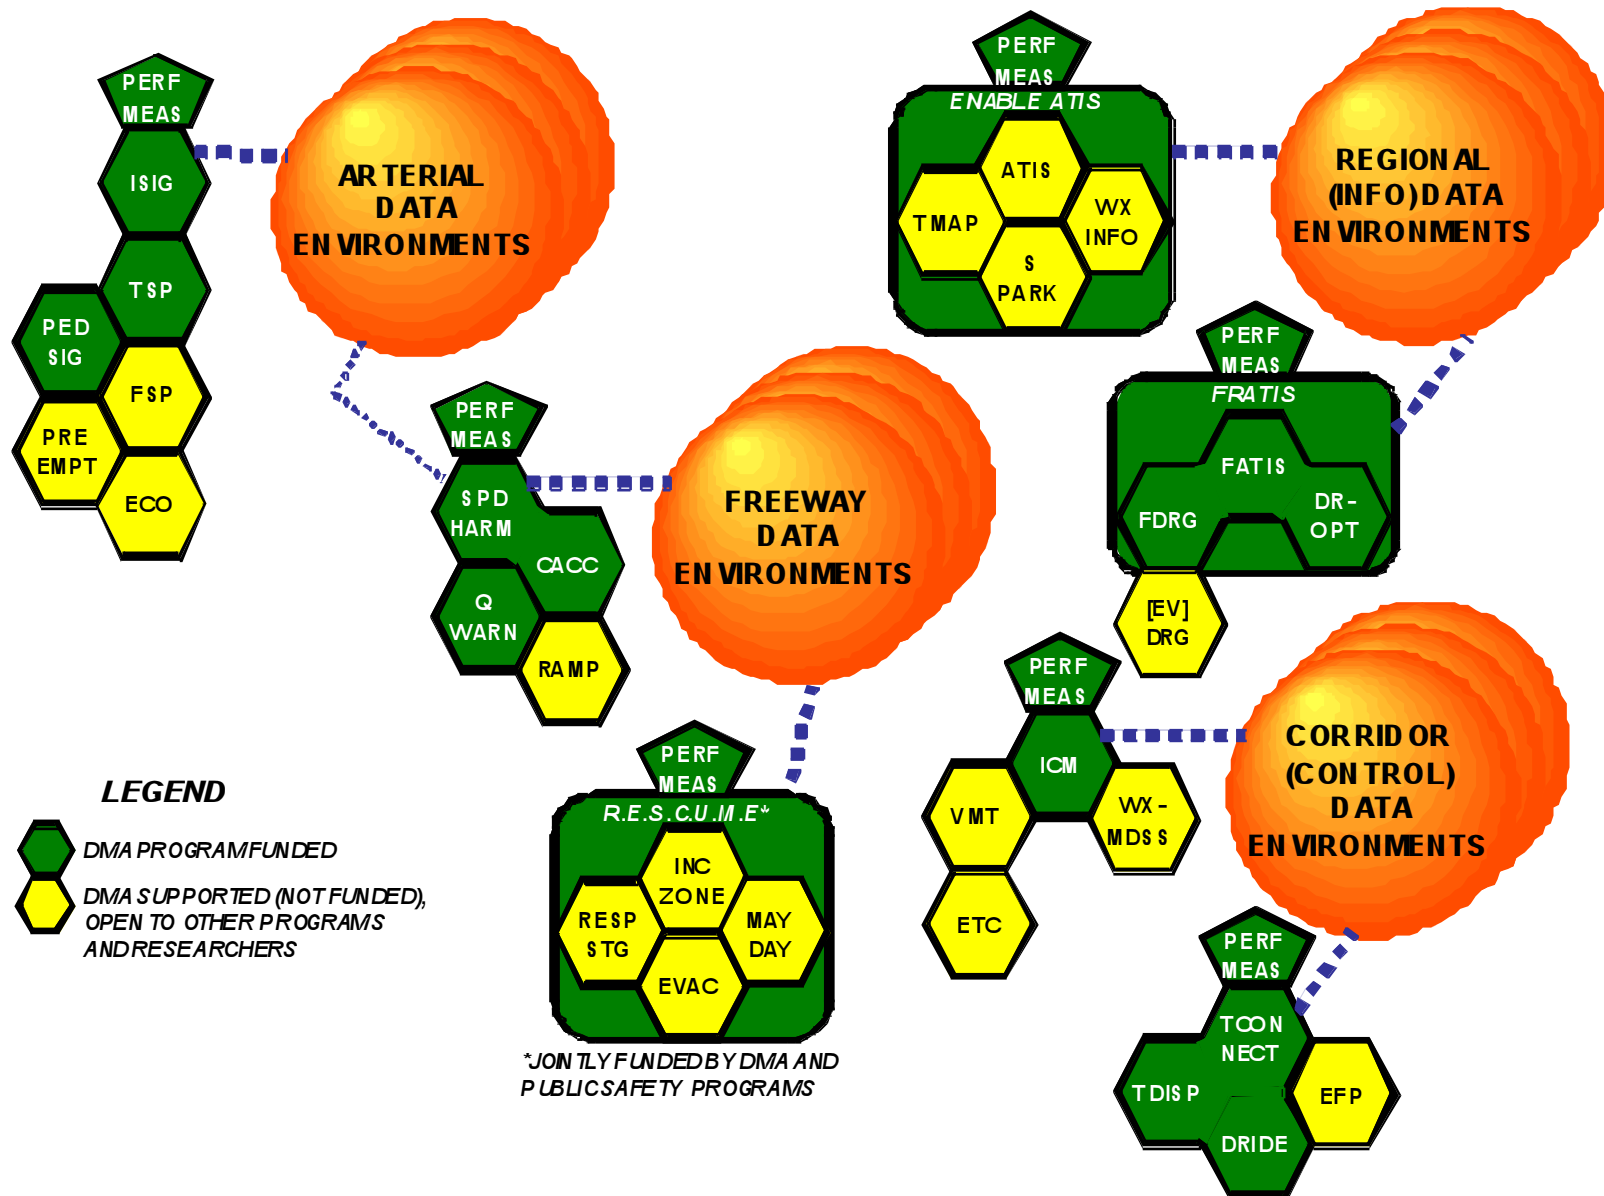 PERF
MEAS
ISIG
TSP
PED
SIG
FSP
PRE
EMPT
ECO
ARTERIAL
DATA
ENVIRONMENTS
PERF
MEAS
SPD
HARM
CACC
Q
WARN
RAMP
FREEWAY
DATA
ENVIRONMENTS
PERF
MEAS
R.E.S.C.U.M.E*
INC
ZONE
RESP
STG
MAY
DAY
EVAC
*JOINTLY FUNDED BY DMA AND
PUBLIC SAFETY PROGRAMS
PERF
MEAS
ENABLE ATIS
ATIS
TMAP
WX
INFO
S
PARK
REGIONAL
(INFO) DATA
ENVIRONMENTS
PERF
MEAS
FRATIS
FATIS
FDRG
DR-
OPT
[EV]
DRG
PERF
MEAS
ICM
VMT
WX-
MDSS
ETC
CORRIDOR
(CONTROL)
DATA
ENVIRONMENTS
PERF
MEAS
TCON
NECT
TDISP
EFP
DRIDE
LEGEND
DMA PROGRAM FUNDED
DMA SUPPORTED (NOT FUNDED),
OPEN TO OTHER PROGRAMS
AND RESEARCHERS